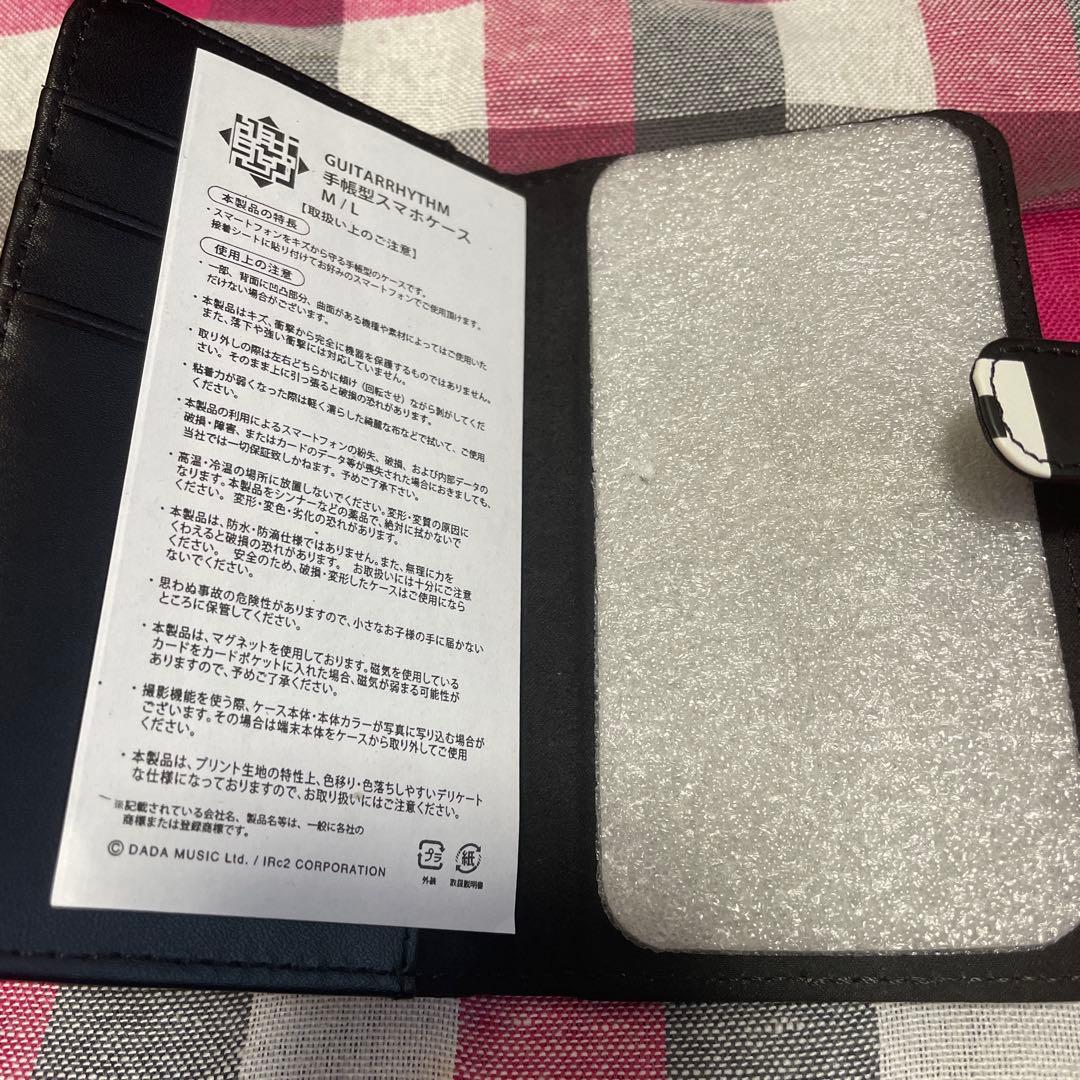 GUITARRHYTHM
手帳型スマホケース
M / L
【取扱い上のご注意】
本製品の特長
・スマートフォンをキズから守る手帳型のケースです。
接着シートに貼り付けてお好みのスマートフォンでご使用頂けます。
使用上の注意
・一部、背面に凹凸部分、曲面がある機種や素材によってはご使用いた
だけない場合がございます。
・本製品はキズ、衝撃から完全に機器を保護するものではありません。
また、落下や強い衝撃には対応していません。
・取り外しの際は左右どちらかに傾け（回転させ）ながら剥がしてくだ
さい。そのまま上に引っ張ると破損の恐れがあります。
・粘着力が弱くなった際は軽く濡らした綺麗な布などで拭いて、ご使用
ください。
・本製品の利用によるスマートフォンの紛失、破損、および内部データの
破損・障害、またはカードのデータ等が喪失された場合におきましても、
当社では一切保証致しかねます。予めご了承下さい。
・高温・冷温の場所に放置しないでください。変形・変質の原因に
なります。本製品をシンナーなどの薬品で、絶対に拭かないで
ください。変形・変色・劣化の恐れがあります。
・本製品は、防水・防滴仕様ではありません。また、無理に力を
くわえると破損の恐れがあります。 お取扱いには十分にご注意
ください。 安全のため、破損・変形したケースはご使用になら
ないでください。
・思わぬ事故の危険性がありますので、小さなお子様の手に届かない
ところに保管してください。
・本製品は、マグネットを使用しております。磁気を使用している
カードをカードポケットに入れた場合、磁気が弱まる可能性が
ありますので、予めご了承ください。
・撮影機能を使う際、ケース本体・本体カラーが写真に写り込む場合が
ございます。その場合は端末本体をケースから取り外してご使用
ください。
・本製品は、プリント生地の特性上、色移り・色落ちしやすいデリケート
な仕様になっておりますので、お取り扱いにはご注意ください。
※記載されている会社名、製品名等は、一般に各社の
商標または登録商標です。
© DADA MUSIC Ltd. / IRc2 CORPORATION
プラ
外装
紙
取扱説明書